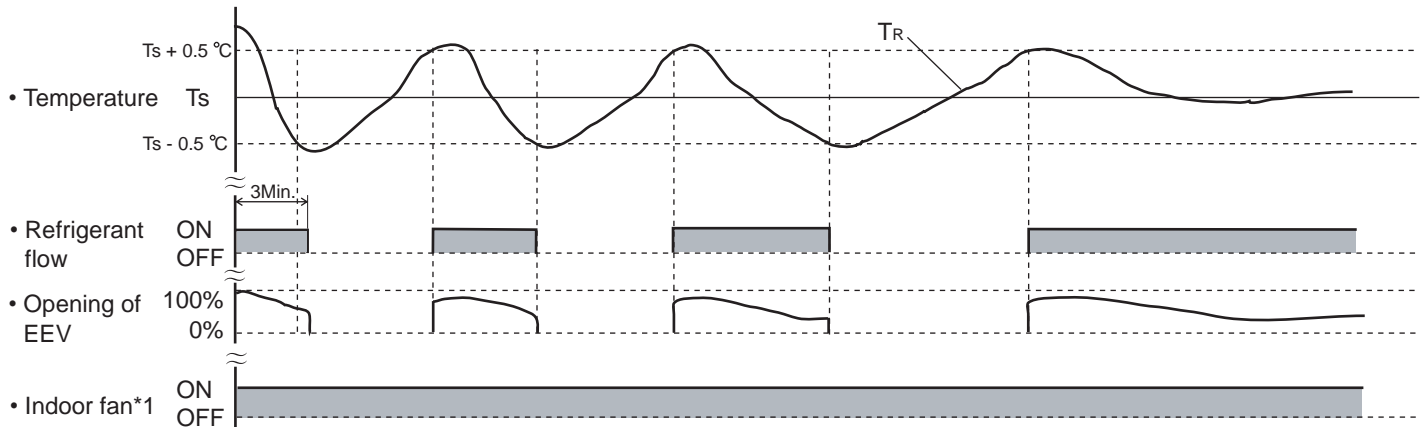 TR
Ts + 0.5 °C
• Temperature Ts
Ts - 0.5 °C
3Min.
• Refrigerant flow ON
OFF
• Opening of EEV 100%
0%
• Indoor fan*1 ON
OFF